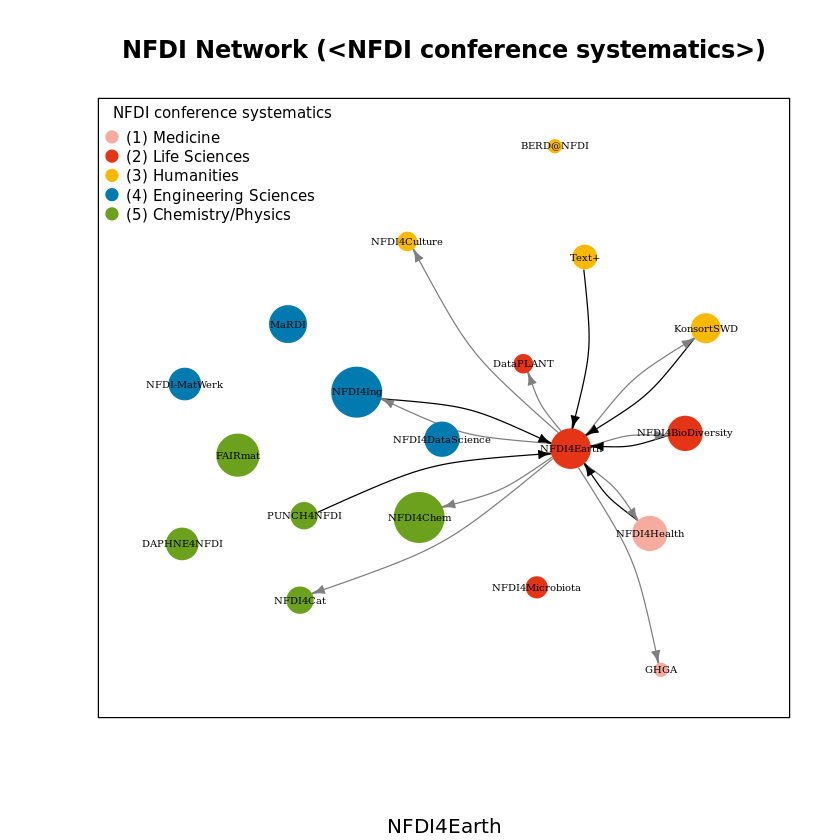 NFDI Network (<NFDI conference systematics>)
NFDI conference systematics
(1) Medicine
(2) Life Sciences
(3) Humanities
(4) Engineering Sciences
(5) Chemistry/Physics
BERD@NFDI
NFDI4Culture
Text+
MaRDI
KonsortSWD
DataPLANT
NFDI-MatWerk
NFDI4Ing
NFDI4DataScience
NFDI4BioDiversity
NFDI4Earth
FAIRmat
PUNCH4NFDI
NFDI4Chem
NFDI4Health
DAPHNE4NFDI
NFDI4Microbiota
NFDI4Cat
GHGA
NFDI4Earth